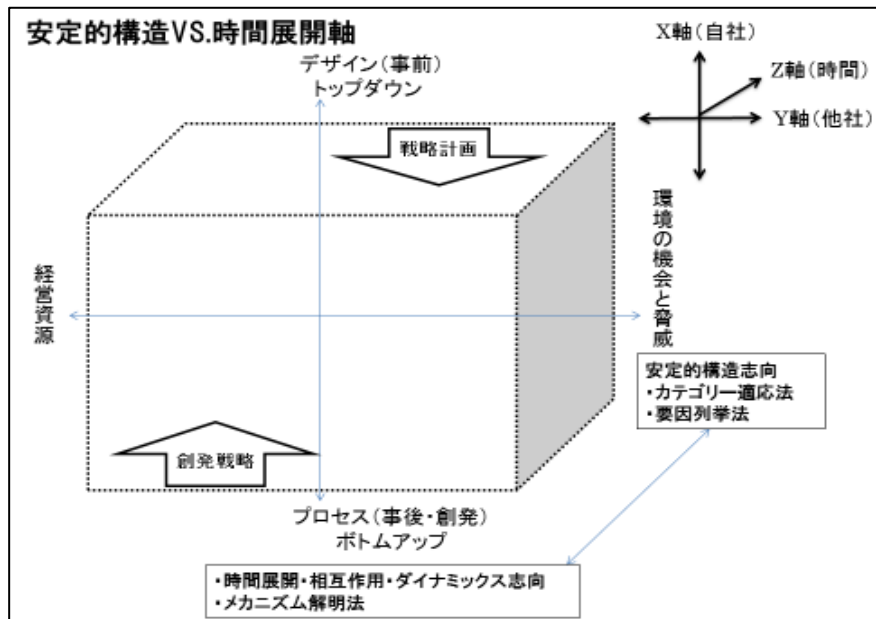 安定的構造VS.時間展開軸
デザイン(事前)
トップダウン
X軸(自社)
Z軸(時間)
Y軸(他社)
戦略計画
経営資源
環境の機会と脅威
安定的構造志向
・カテゴリー適応法
・要因列挙法
創発戦略
プロセス(事後・創発)
ボトムアップ
・時間展開・相互作用・ダイナミックス志向
・メカニズム解明法